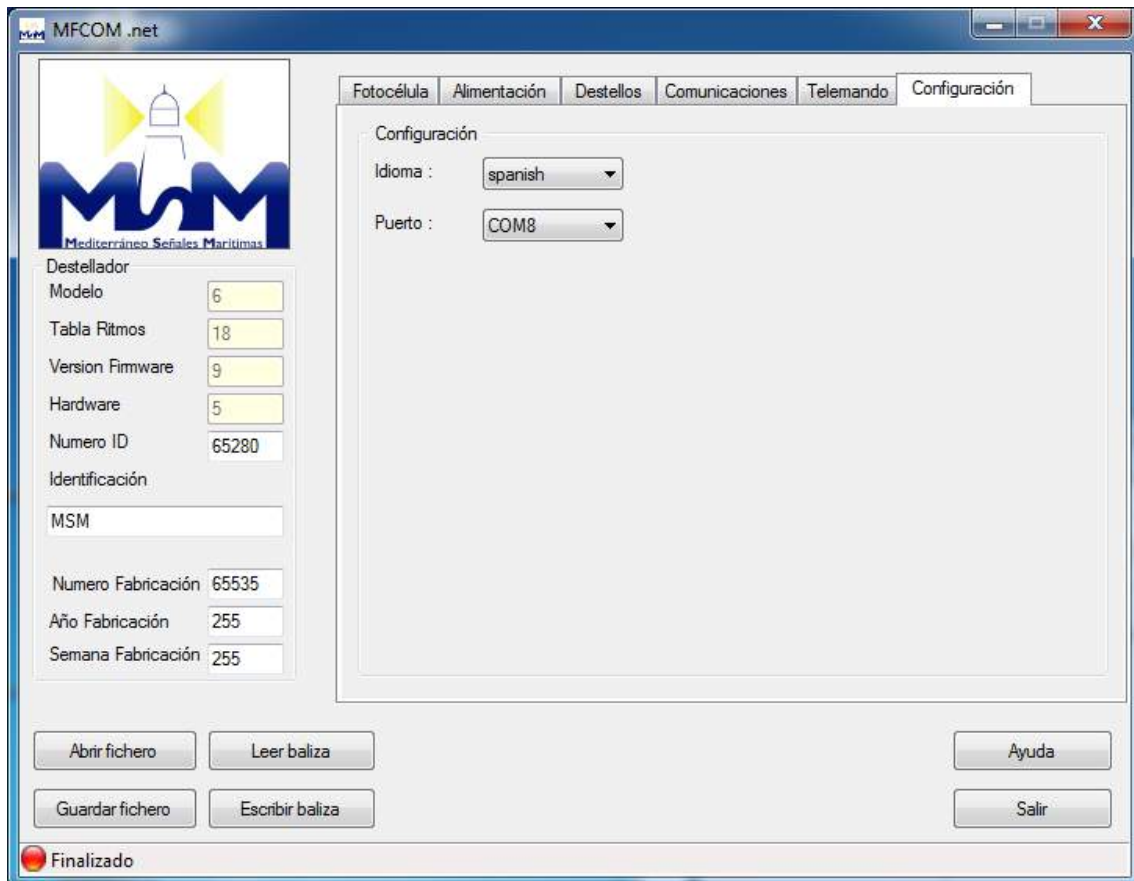 MFCOM .net
MSM
Mediterráneo Señales Maritimas
Destellador
Modelo 6
Tabla Ritmos 18
Version Firmware 9
Hardware 5
Numero ID 65280
Identificación
MSM
Numero Fabricación 65535
Año Fabricación 255
Semana Fabricación 255
Fotocélula Alimentación Destellos Comunicaciones Telemando Configuración
Configuración
Idioma : spanish
Puerto : COM8
Abrir fichero Leer baliza Ayuda
Guardar fichero Escribir baliza Salir
Finalizado